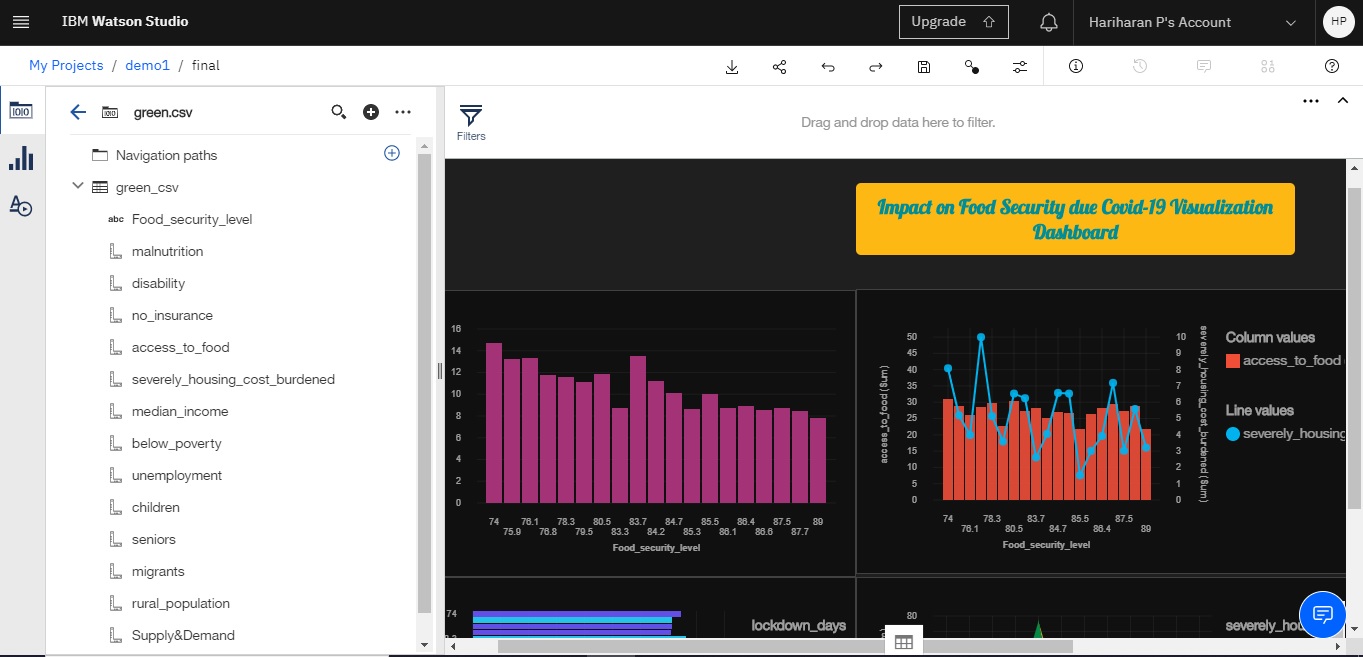 IBM Watson Studio
Upgrade
Hariharan P's Account
HP
My Projects / demo1 / final
green.csv
Filters
Drag and drop data here to filter.
Navigation paths
green_csv
abc Food_security_level
malnutrition
disability
no_insurance
access_to_food
severely_housing_cost_burdened
median_income
below_poverty
unemployment
children
seniors
migrants
rural_population
Supply&Demand
Impact on Food Security due Covid-19 Visualization
Dashboard
16
14
12
10
8
6
4
2
0
74 76.1 78.3 80.5 83.7 84.7 85.5 86.4 87.5 89
75.9 76.8 79.5 83.3 84.2 85.3 86.1 86.6 87.7
Food_security_level
access_to_food (Sum)
50
45
40
35
30
25
20
15
10
5
0
10
9
8
7
6
5
4
3
2
1
0
severely_housing_cost_burdened (Sum)
74 78.3 83.7 85.5 87.5
76.1 80.5 84.7 86.4 89
Food_security_level
Column values
access_to_food
Line values
severely_housing
74
lockdown_days
80
severely_hou